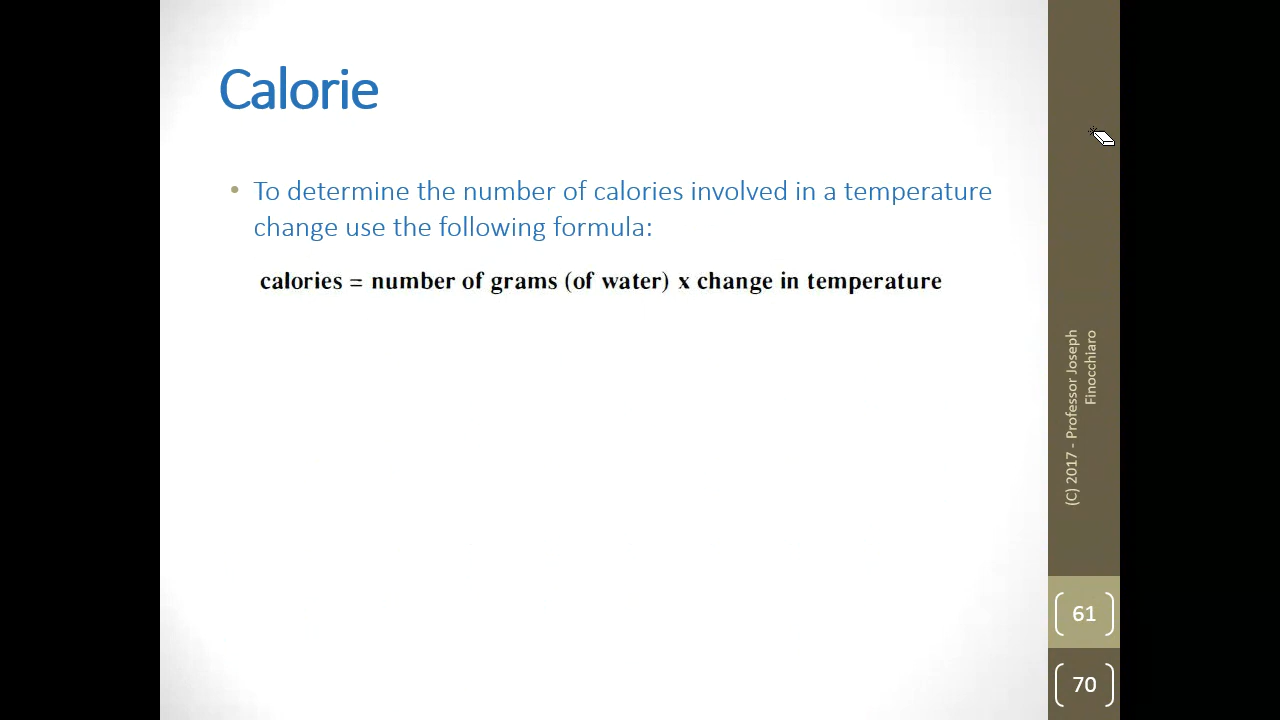 Calorie
• To determine the number of calories involved in a temperature
change use the following formula:
calories = number of grams (of water) x change in temperature
(C) 2017 - Professor Joseph
Finocchiaro
61
70